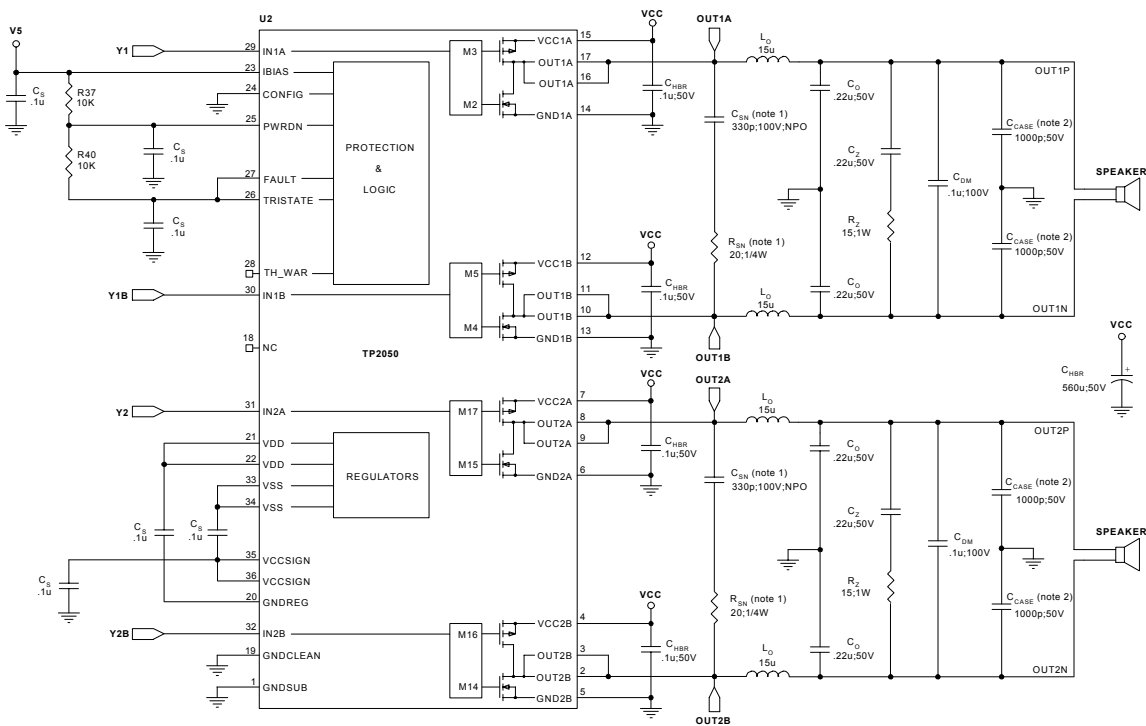 U2
V5
Y1
29
IN1A
23
IBIAS
24
CONFIG
C_S
.1u
R37
10K
25
PWRDN
R40
10K
C_S
.1u
27
FAULT
26
TRISTATE
C_S
.1u
PROTECTION
&
LOGIC
28
TH_WAR
Y1B
30
IN1B
18
NC
TP2050
M3
M2
VCC1A
15
OUT1A
17
OUT1A
16
GND1A
14
VCC
C_HBR
.1u;50V
M5
M4
VCC1B
12
OUT1B
11
OUT1B
10
GND1B
13
VCC
C_HBR
.1u;50V
OUT1A
L_O
15u
C_SN (note 1)
330p;100V;NPO
R_SN (note 1)
20;1/4W
OUT1B
L_O
15u
C_O
.22u;50V
C_O
.22u;50V
C_Z
.22u;50V
R_Z
15;1W
C_DM
.1u;100V
OUT1P
C_CASE (note 2)
1000p;50V
C_CASE (note 2)
1000p;50V
OUT1N
SPEAKER
VCC
+
C_HBR
560u;50V
Y2
31
IN2A
21
VDD
22
VDD
33
VSS
34
VSS
REGULATORS
C_S
.1u
C_S
.1u
35
VCCSIGN
36
VCCSIGN
C_S
.1u
20
GNDREG
Y2B
32
IN2B
19
GNDCLEAN
1
GNDSUB
M17
M15
VCC2A
7
OUT2A
8
OUT2A
9
GND2A
6
VCC
C_HBR
.1u;50V
M16
M14
VCC2B
4
OUT2B
3
OUT2B
2
GND2B
5
VCC
C_HBR
.1u;50V
OUT2A
L_O
15u
C_SN (note 1)
330p;100V;NPO
R_SN (note 1)
20;1/4W
OUT2B
L_O
15u
C_O
.22u;50V
C_O
.22u;50V
C_Z
.22u;50V
R_Z
15;1W
C_DM
.1u;100V
OUT2P
C_CASE (note 2)
1000p;50V
C_CASE (note 2)
1000p;50V
OUT2N
SPEAKER